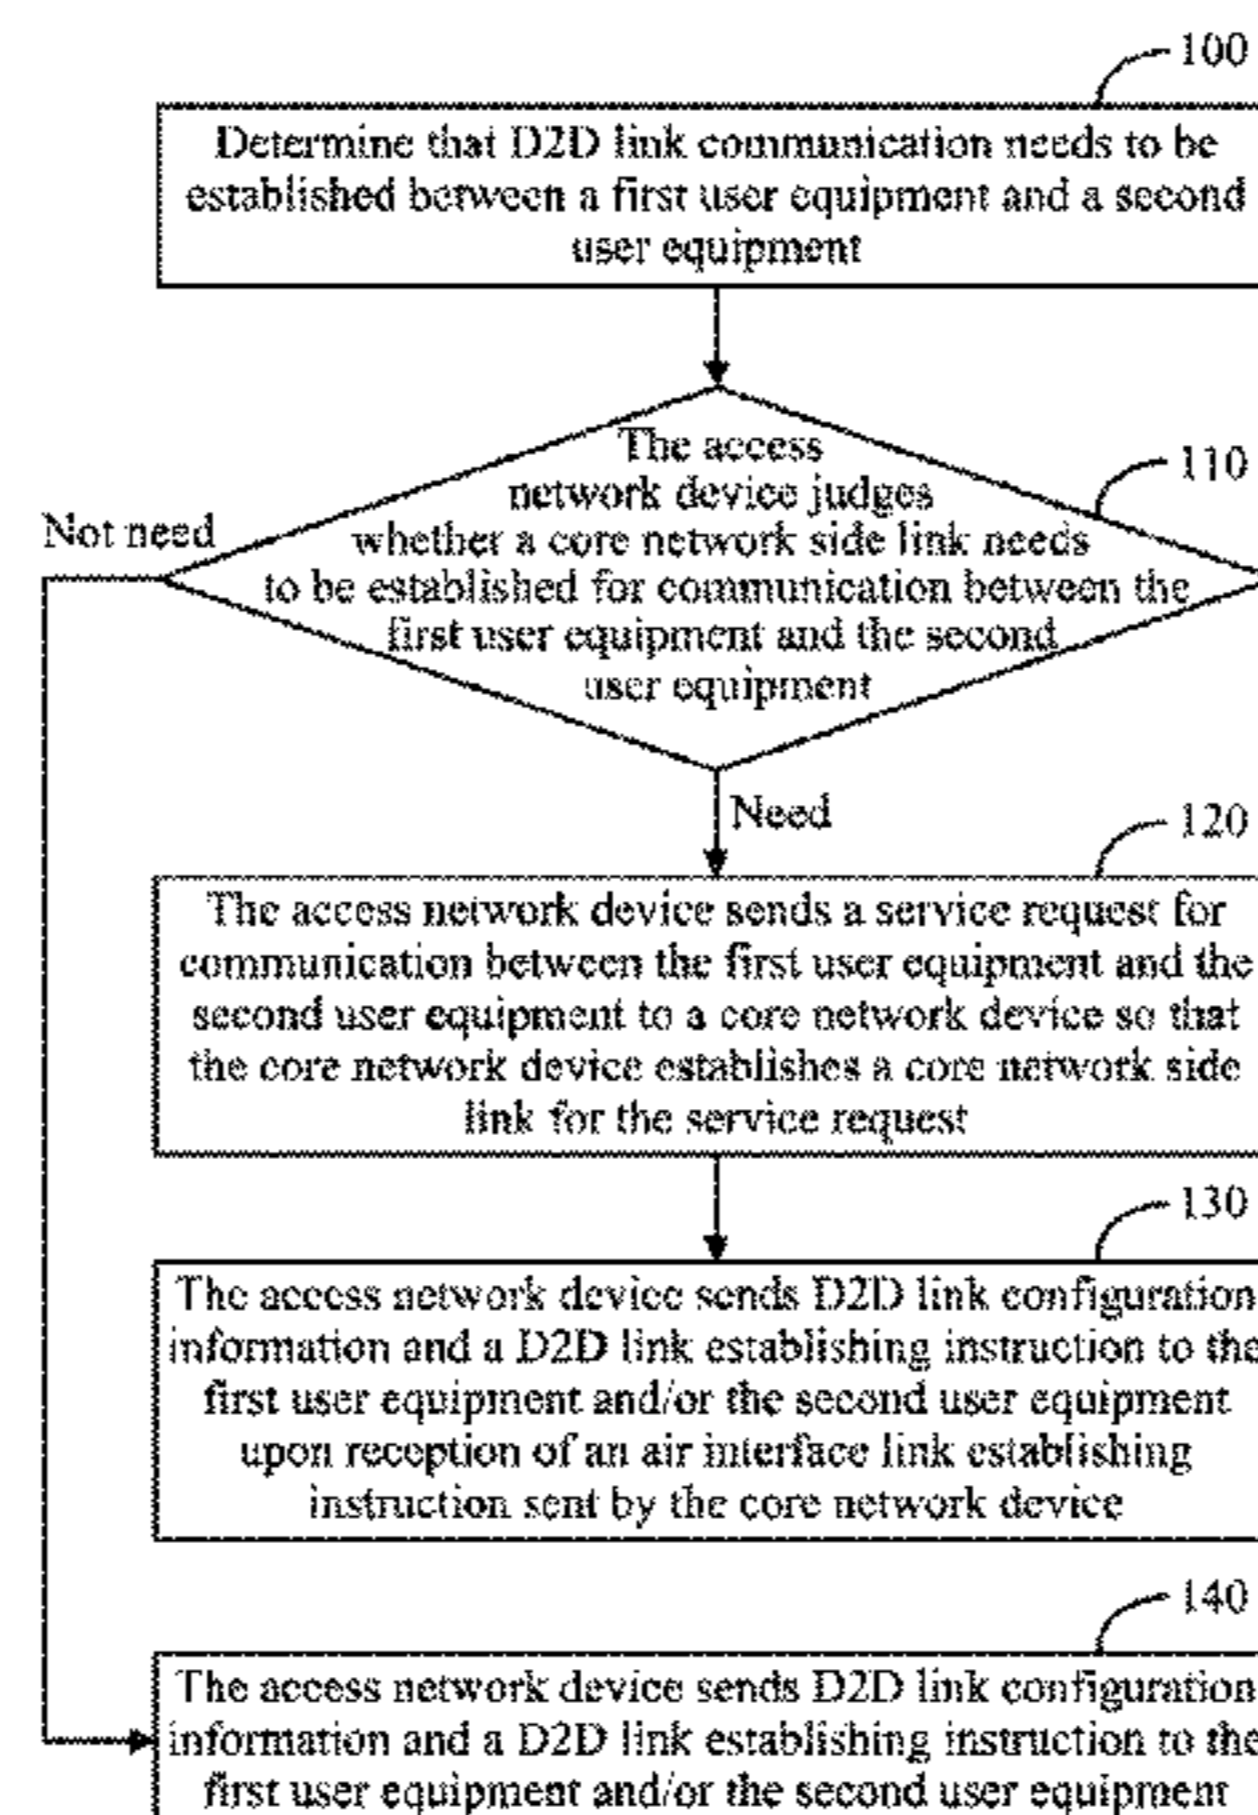 100
Determine that D2D link communication needs to be
established between a first user equipment and a second
user equipment
110
The access
network device judges
whether a core network side link needs
to be established for communication between the
first user equipment and the second
user equipment
Not need
Need
120
The access network device sends a service request for
communication between the first user equipment and the
second user equipment to a core network device so that
the core network device establishes a core network side
link for the service request
130
The access network device sends D2D link configuration
information and a D2D link establishing instruction to the
first user equipment and/or the second user equipment
upon reception of an air interface link establishing
instruction sent by the core network device
140
The access network device sends D2D link configuration
information and a D2D link establishing instruction to the
first user equipment and/or the second user equipment